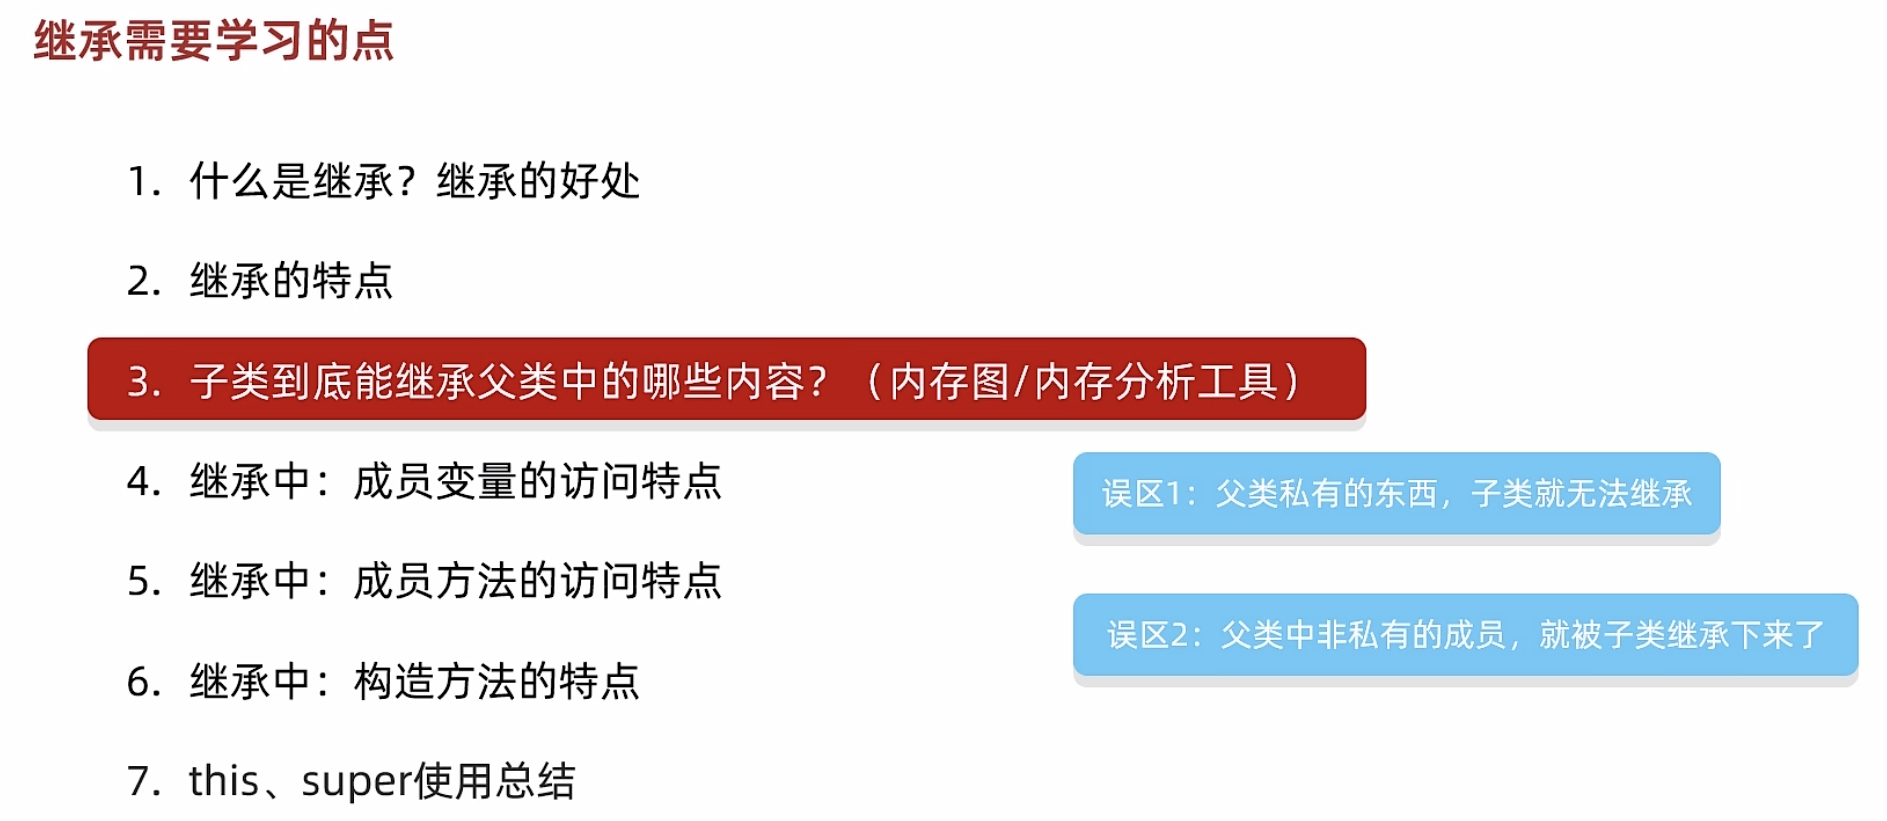 继承需要学习的点
1. 什么是继承？继承的好处
2. 继承的特点
3. 子类到底能继承父类中的哪些内容？（内存图/内存分析工具）
4. 继承中：成员变量的访问特点
误区1：父类私有的东西，子类就无法继承
5. 继承中：成员方法的访问特点
误区2：父类中非私有的成员，就被子类继承下来了
6. 继承中：构造方法的特点
7. this、super使用总结